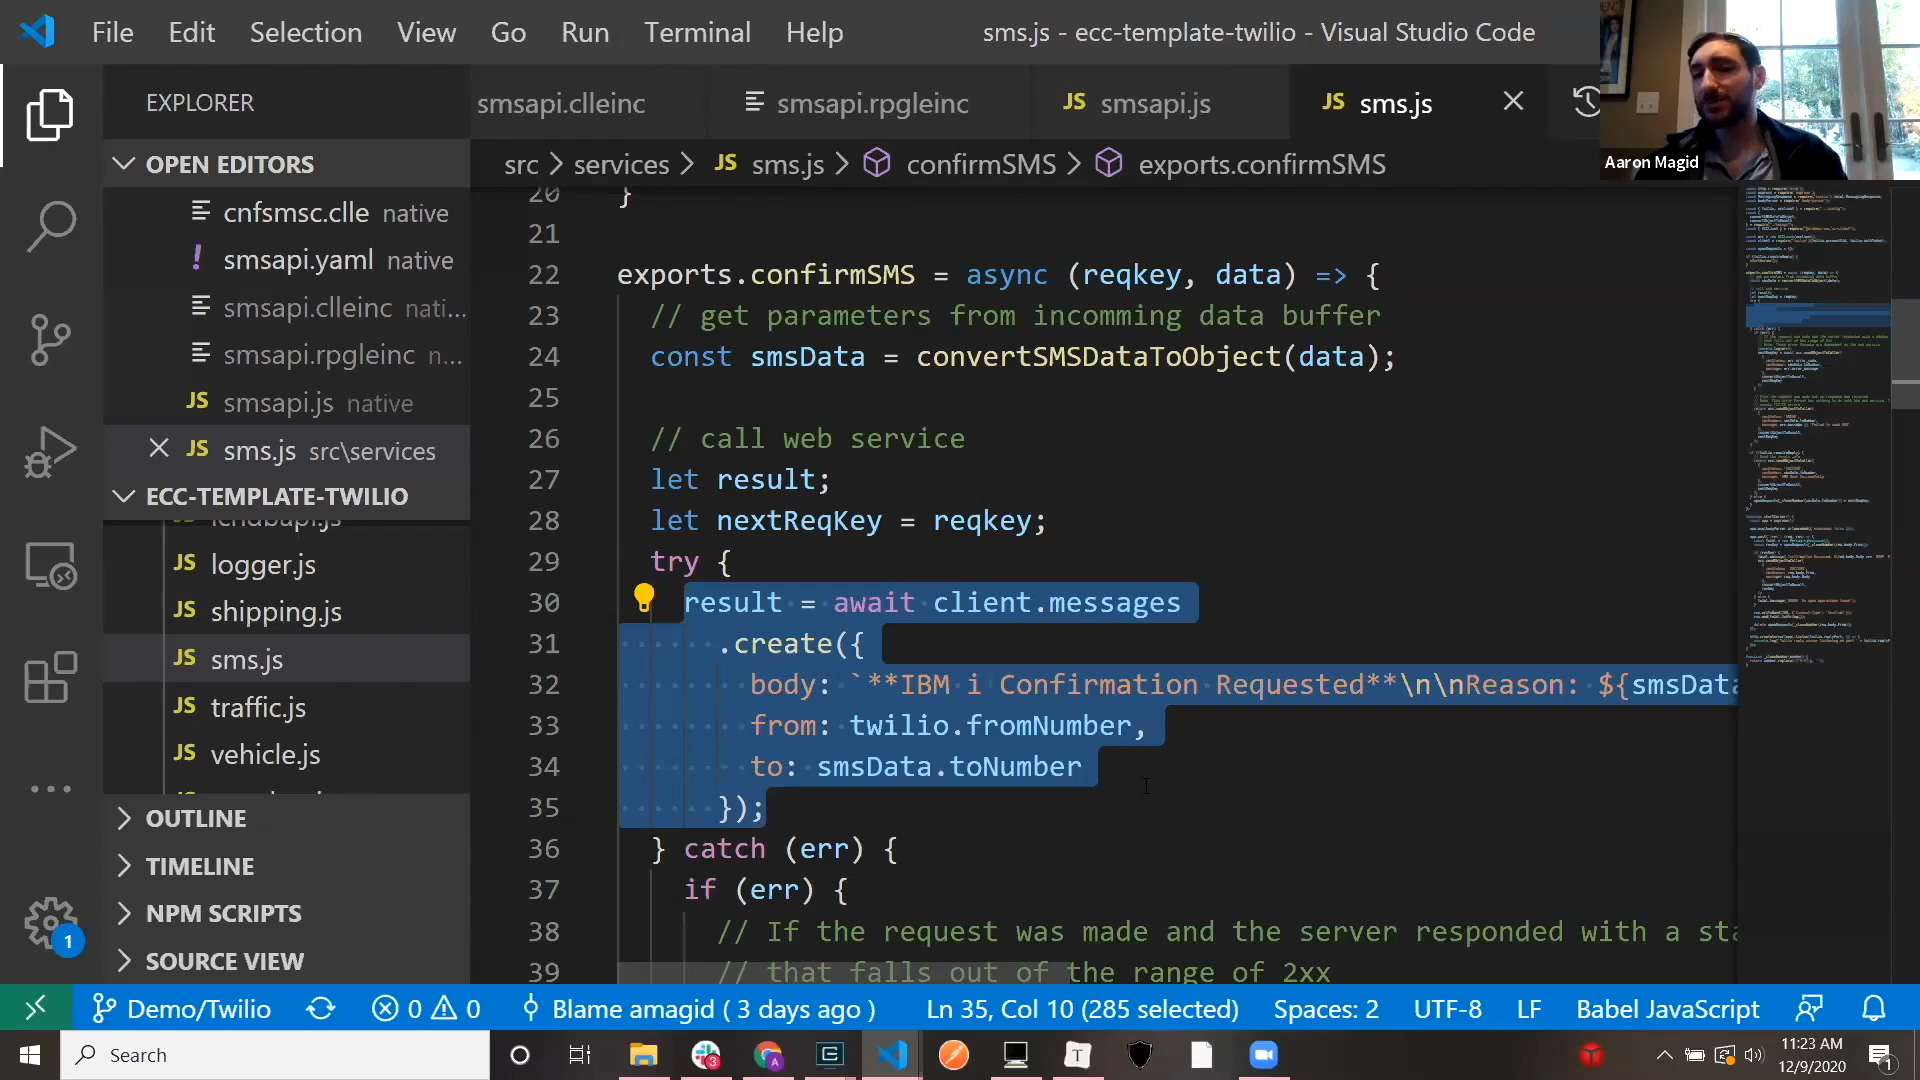 File Edit Selection View Go Run Terminal Help
sms.js - ecc-template-twilio - Visual Studio Code
EXPLORER
smsapi.clleinc smsapi.rpgleinc JS smsapi.js JS sms.js
Aaron Magid
OPEN EDITORS
src > services > JS sms.js > confirmSMS > exports.confirmSMS
cnfsmsc.clle native
! smsapi.yaml native
smsapi.clleinc nati...
smsapi.rpgleinc n...
JS smsapi.js native
JS sms.js src\services
ECC-TEMPLATE-TWILIO
JS logger.js
JS shipping.js
JS sms.js
JS traffic.js
JS vehicle.js
OUTLINE
TIMELINE
NPM SCRIPTS
SOURCE VIEW
1
20 }
21
22 exports.confirmSMS = async (reqkey, data) => {
23 // get parameters from incomming data buffer
24 const smsData = convertSMSDataToObject(data);
25
26 // call web service
27 let result;
28 let nextReqKey = reqkey;
29 try {
30 result = await client.messages
31 .create({
32 body: `**IBM i Confirmation Requested**\n\nReason: ${smsData
33 from: twilio.fromNumber,
34 to: smsData.toNumber
35 });
36 } catch (err) {
37 if (err) {
38 // If the request was made and the server responded with a sta
39 // that falls out of the range of 2xx
Demo/Twilio 0 0 Blame amagid ( 3 days ago ) Ln 35, Col 10 (285 selected) Spaces: 2 UTF-8 LF Babel JavaScript
Search
11:23 AM
12/9/2020
1